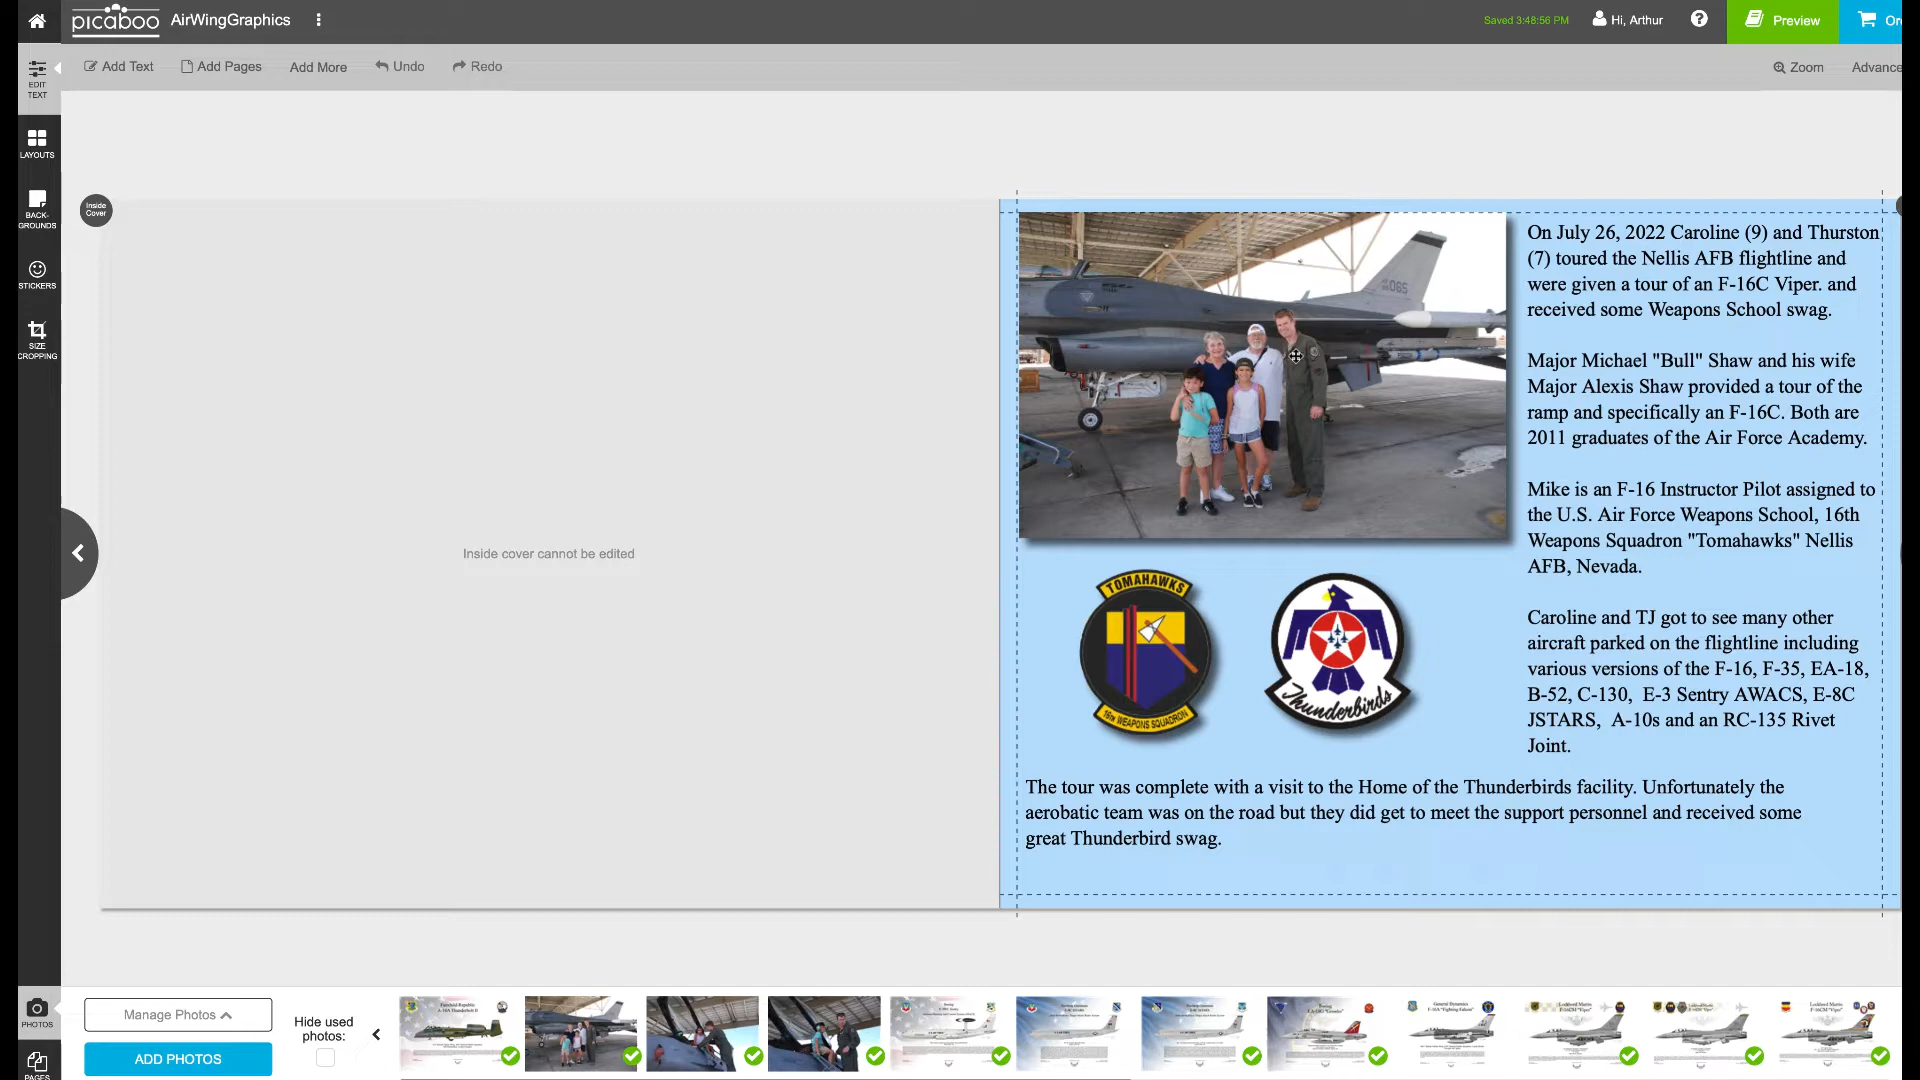 picaboo
AirWingGraphics
Saved 3:48:56 PM
Hi, Arthur
Preview
EDIT
TEXT
Add Text
Add Pages
Add More
Undo
Redo
Zoom
LAYOUTS
BACK-
GROUNDS
STICKERS
SIZE
CROPPING
Inside
Cover
Inside cover cannot be edited
065
On July 26, 2022 Caroline (9) and Thurston
(7) toured the Nellis AFB flightline and
were given a tour of an F-16C Viper. and
received some Weapons School swag.
Major Michael "Bull" Shaw and his wife
Major Alexis Shaw provided a tour of the
ramp and specifically an F-16C. Both are
2011 graduates of the Air Force Academy.
Mike is an F-16 Instructor Pilot assigned to
the U.S. Air Force Weapons School, 16th
Weapons Squadron "Tomahawks" Nellis
AFB, Nevada.
Caroline and TJ got to see many other
aircraft parked on the flightline including
various versions of the F-16, F-35, EA-18,
B-52, C-130,  E-3 Sentry AWACS, E-8C
JSTARS,  A-10s and an RC-135 Rivet
Joint.
TOMAHAWKS
16TH WEAPONS SQUADRON
Thunderbirds
The tour was complete with a visit to the Home of the Thunderbirds facility. Unfortunately the
aerobatic team was on the road but they did get to meet the support personnel and received some
great Thunderbird swag.
PHOTOS
PAGES
Manage Photos
ADD PHOTOS
Hide used
photos: